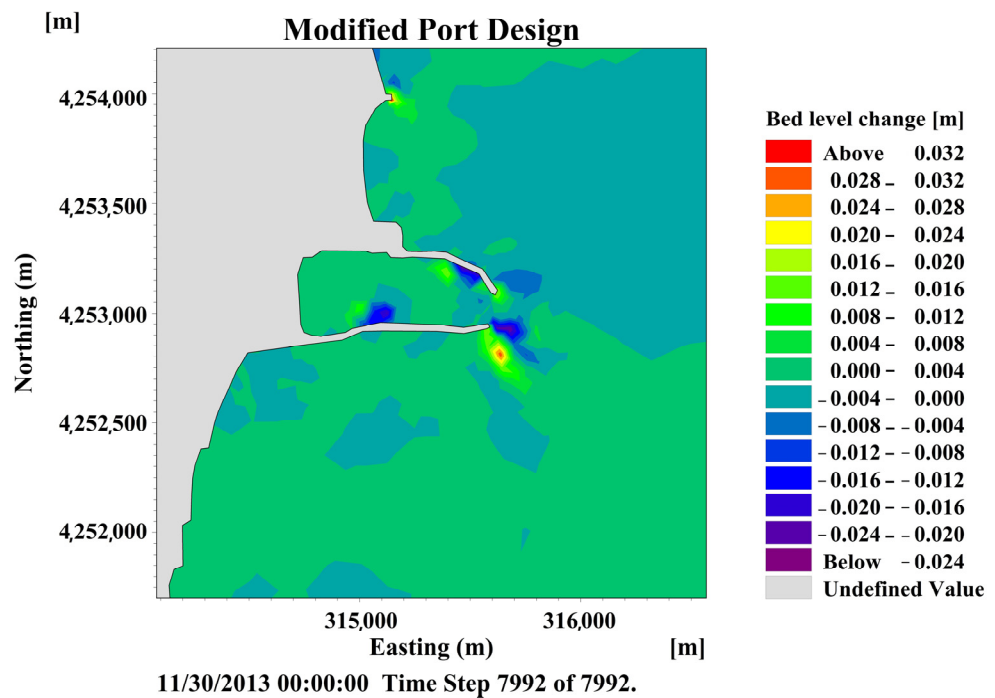 [m]
Modified Port Design
4,254,000
4,253,500
4,253,000
4,252,500
4,252,000
Northing (m)
315,000
316,000
Easting (m)
[m]
11/30/2013 00:00:00 Time Step 7992 of 7992.
Bed level change [m]
Above 0.032
0.028 – 0.032
0.024 – 0.028
0.020 – 0.024
0.016 – 0.020
0.012 – 0.016
0.008 – 0.012
0.004 – 0.008
0.000 – 0.004
–0.004 – 0.000
–0.008 – –0.004
–0.012 – –0.008
–0.016 – –0.012
–0.020 – –0.016
–0.024 – –0.020
Below –0.024
Undefined Value